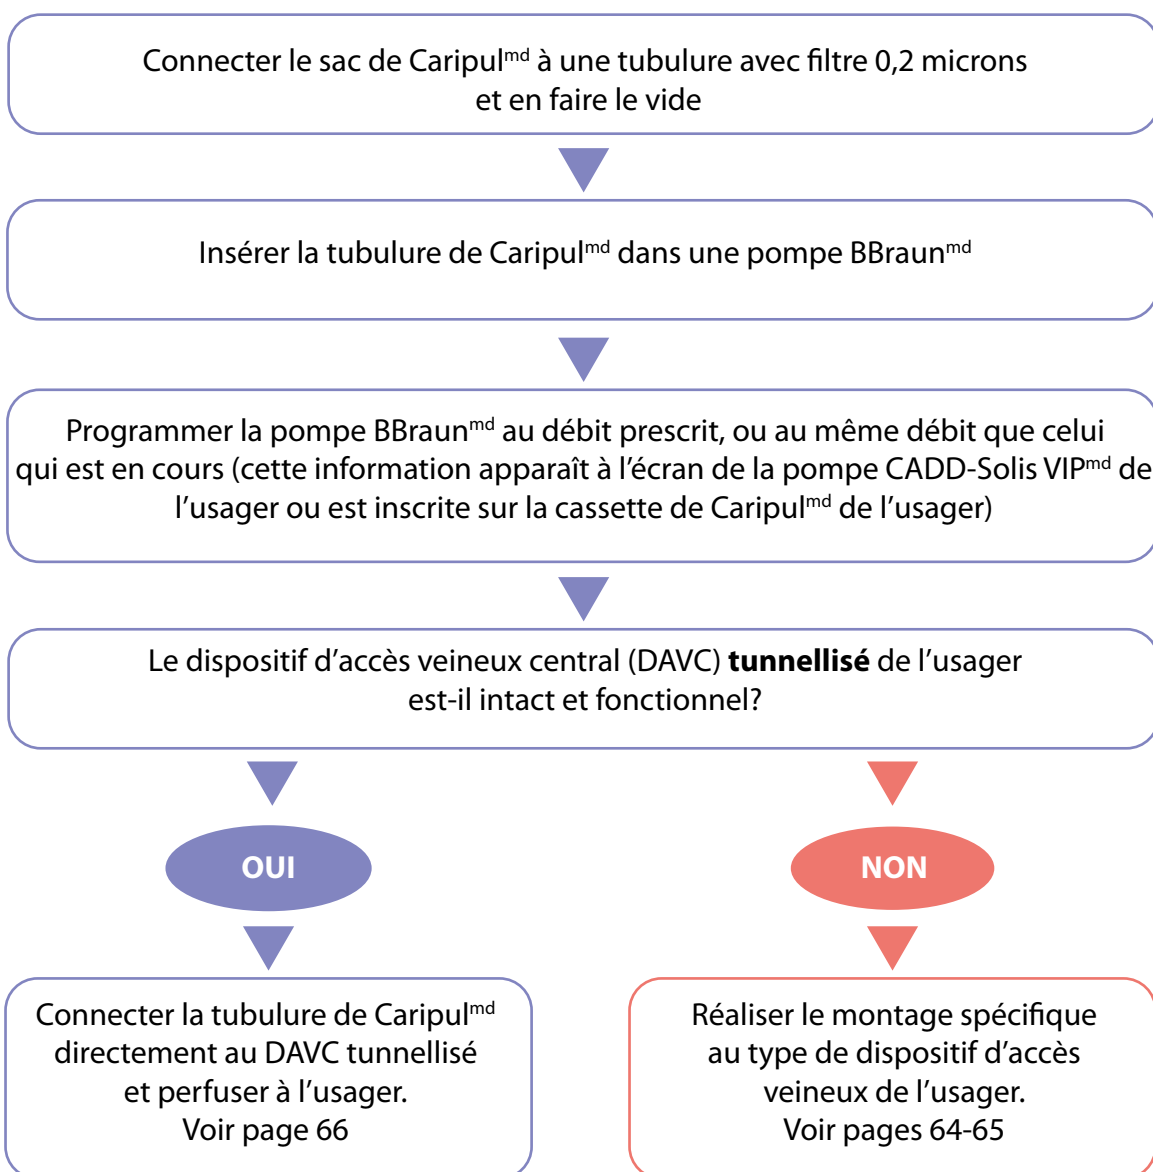 Connecter le sac de Caripulmd à une tubulure avec filtre 0,2 microns
et en faire le vide
Insérer la tubulure de Caripulmd dans une pompe BBraunmd
Programmer la pompe BBraunmd au débit prescrit, ou au même débit que celui
qui est en cours (cette information apparaît à l’écran de la pompe CADD-Solis VIPmd de
l’usager ou est inscrite sur la cassette de Caripulmd de l’usager)
Le dispositif d’accès veineux central (DAVC) tunnellisé de l’usager
est-il intact et fonctionnel?
OUI
NON
Connecter la tubulure de Caripulmd
directement au DAVC tunnellisé
et perfuser à l’usager.
Voir page 66
Réaliser le montage spécifique
au type de dispositif d’accès
veineux de l’usager.
Voir pages 64-65